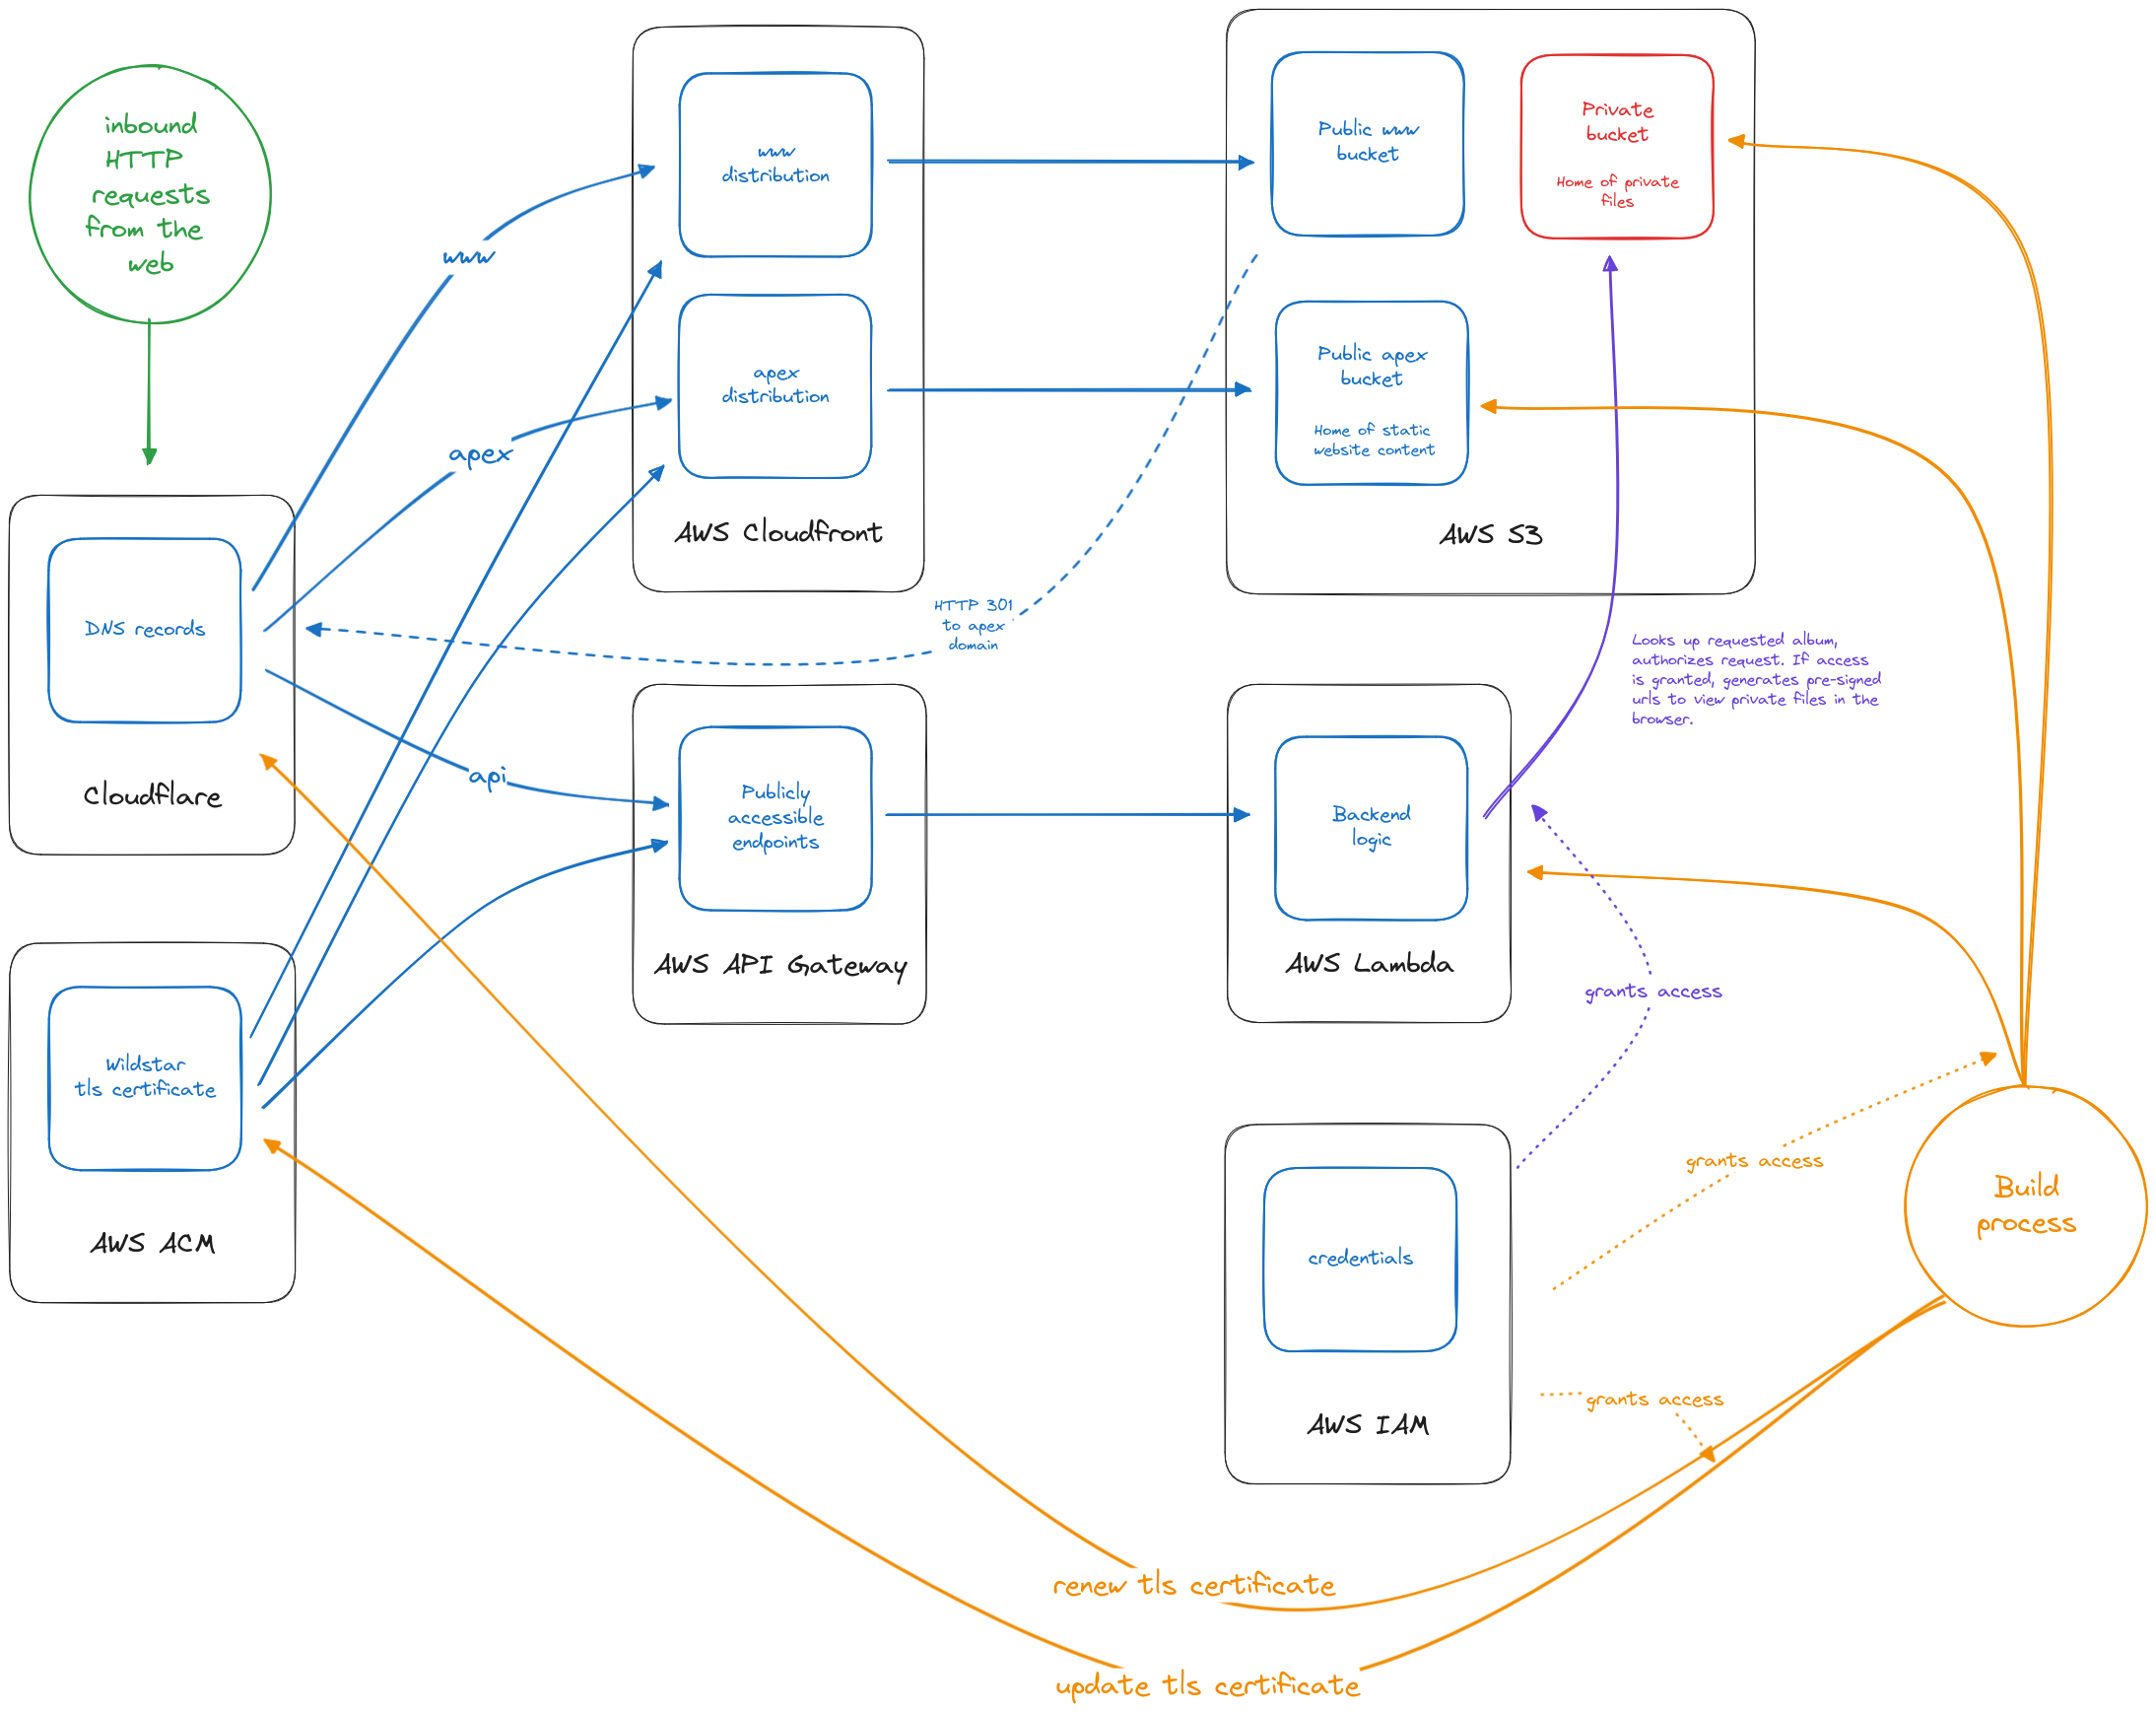 inbound
HTTP
requests
from the
web
www
distribution
apex
distribution
AWS Cloudfront
Public www
bucket
Private
bucket
Home of private
files
Public apex
bucket
Home of static
website content
AWS S3
www
apex
api
DNS records
Cloudflare
HTTP 301
to apex
domain
Publicly
accessible
endpoints
AWS API Gateway
Backend
logic
AWS Lambda
Looks up requested album,
authorizes request. If access
is granted, generates pre-signed
urls to view private files in the
browser.
grants access
Wildstar
tls certificate
AWS ACM
credentials
AWS IAM
grants access
grants access
Build
process
renew tls certificate
update tls certificate